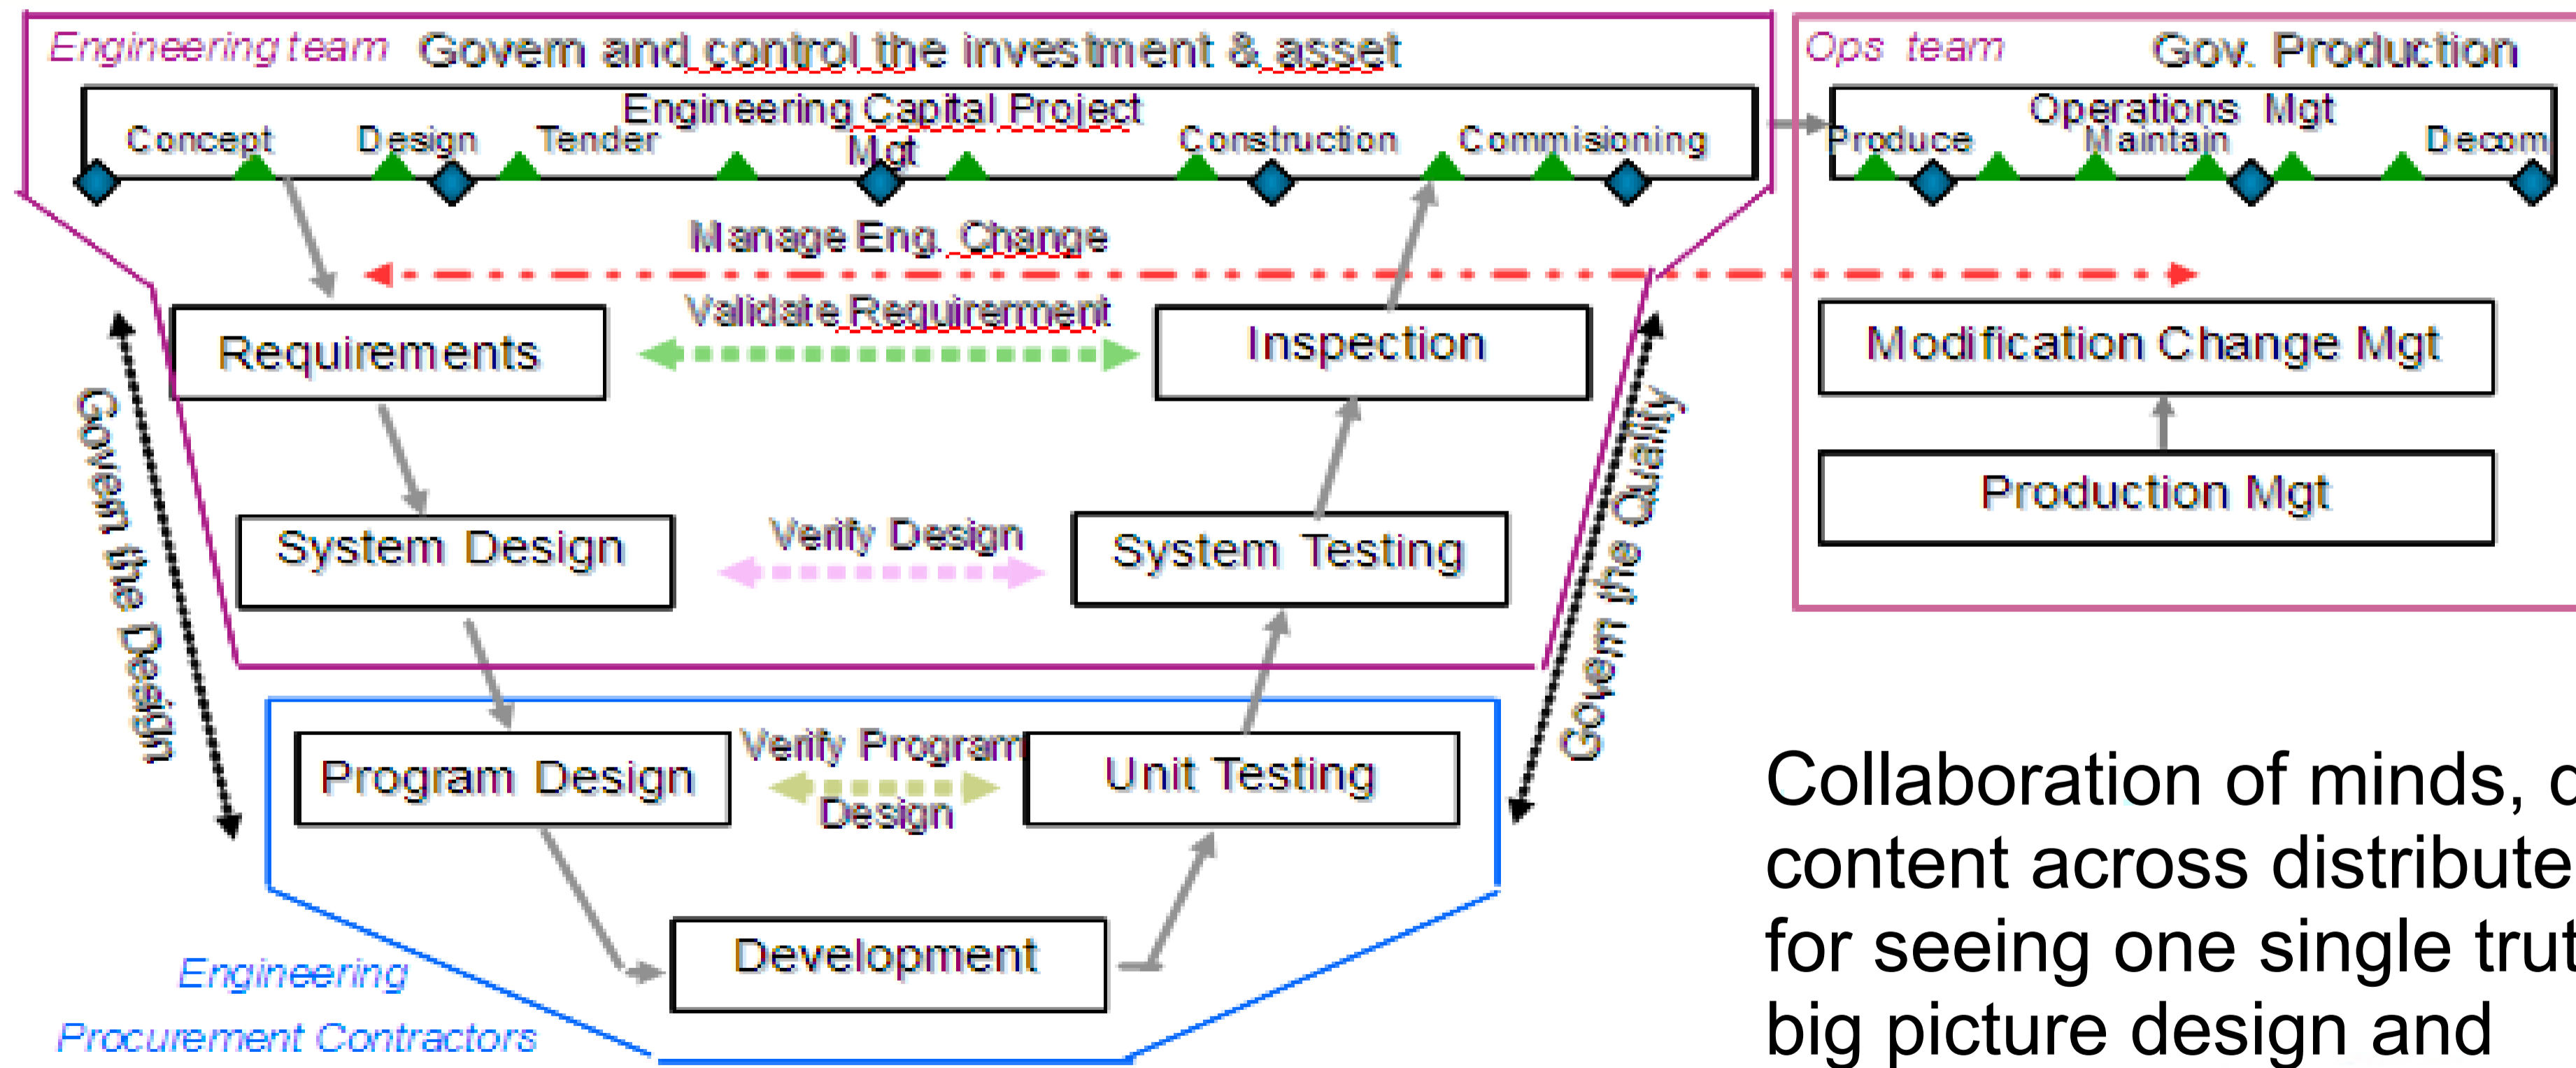 Engineering team Govern and control the investment & asset
Engineering Capital Project
Mgt
Concept Design Tender Construction Commisioning
Ops team Gov. Production
Operations Mgt
Produce Maintain Decom
Manage Eng. Change
Validate Requirerment
Requirements
Inspection
Modification Change Mgt
Production Mgt
Govern the Design
Govern the Quality
System Design
Verify Design
System Testing
Program Design
Verify Program
Design
Unit Testing
Development
Engineering
Procurement Contractors
Collaboration of minds,
content across distribute
for seeing one single trut
big picture design and